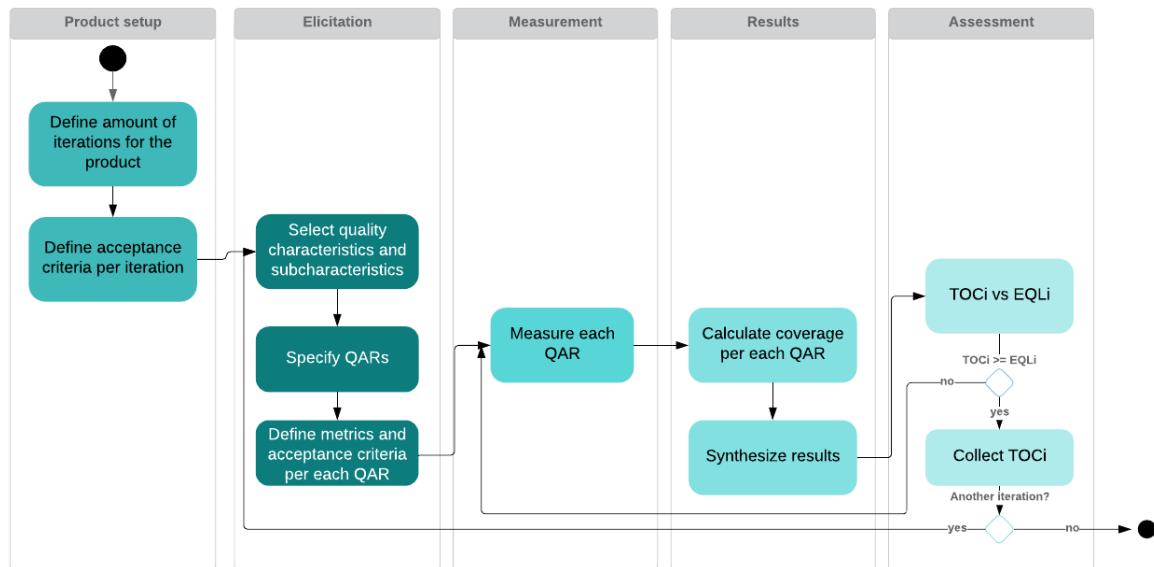 Product setup
Elicitation
Measurement
Results
Assessment
Define amount of
iterations for the
product
Define acceptance
criteria per iteration
Select quality
characteristics and
subcharacteristics
Specify QARs
Define metrics and
acceptance criteria
per each QAR
Measure each
QAR
Calculate coverage
per each QAR
Synthesize results
TOCi vs EQLi
TOCi >= EQLi
no
yes
Collect TOCi
Another iteration?
yes
no